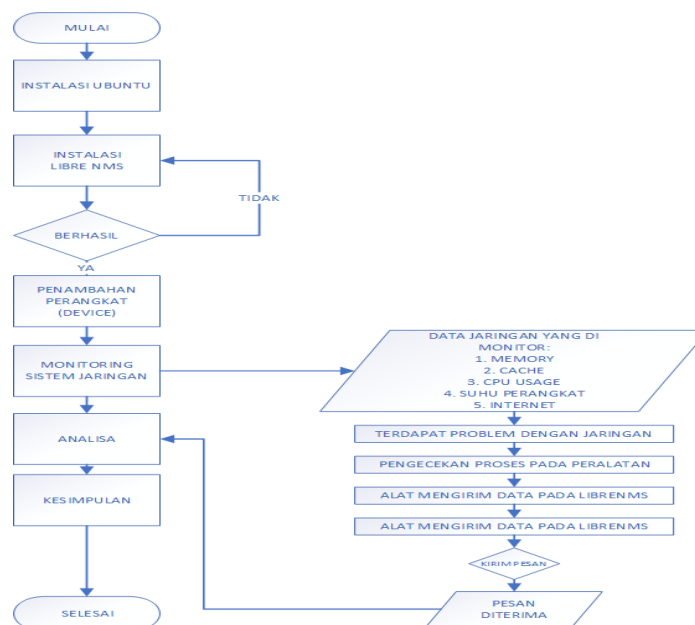 MULAI
INSTALASI UBUNTU
INSTALASI
LIBRE NMS
TIDAK
BERHASIL
YA
PENAMBAHAN
PERANGKAT
(DEVICE)
MONITORING
SISTEM JARINGAN
ANALISA
KESIMPULAN
SELESAI
DATA JARINGAN YANG DI
MONITOR:
1. MEMORY
2. CACHE
3. CPU USAGE
4. SUHU PERANGKAT
5. INTERNET
TERDAPAT PROBLEM DENGAN JARINGAN
PENGECEKAN PROSES PADA PERALATAN
ALAT MENGIRIM DATA PADA LIBRENMS
ALAT MENGIRIM DATA PADA LIBRENMS
KIRIM PESAN
PESAN
DITERIMA